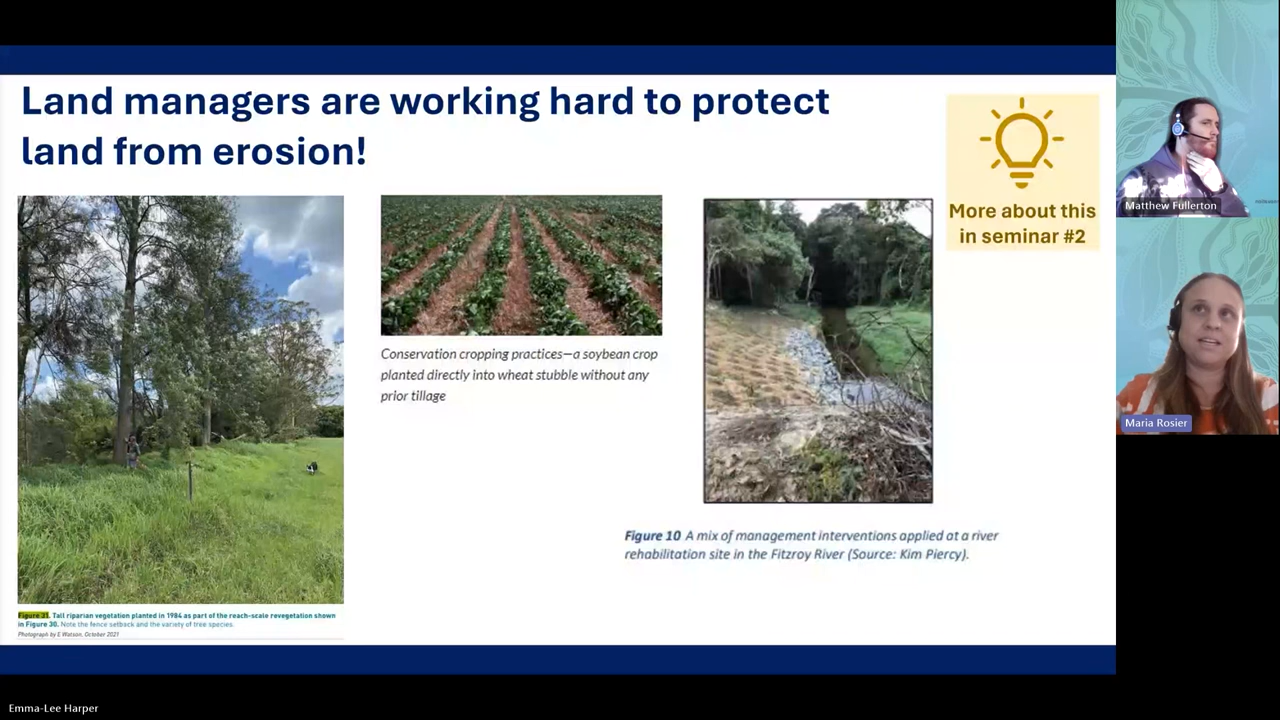 Land managers are working hard to protect
land from erosion!
More about this
in seminar #2
Conservation cropping practices—a soybean crop
planted directly into wheat stubble without any
prior tillage
Figure 10 A mix of management interventions applied at a river
rehabilitation site in the Fitzroy River (Source: Kim Piercy).
Figure 31. Tall riparian vegetation planted in 1984 as part of the reach-scale revegetation shown
in Figure 30. Note the fence setback and the variety of tree species.
Photograph by E Watson, October 2021
Matthew Fullerton
Maria Rosier
Emma-Lee Harper